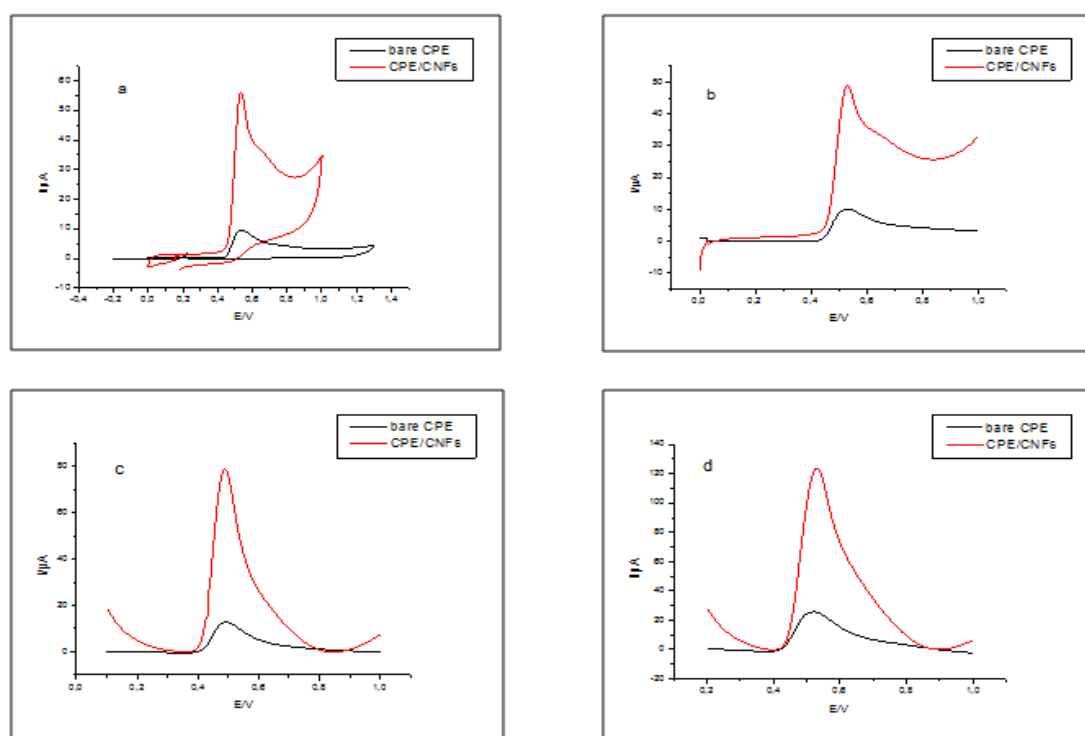 bare CPE
CPE/CNFs
a
60
50
40
30
20
10
0
-10
I/µA
-0,4 -0,2 0,0 0,2 0,4 0,6 0,8 1,0 1,2 1,4
E/V
bare CPE
CPE/CNFs
b
50
40
30
20
10
0
-10
I/µA
0,0 0,2 0,4 0,6 0,8 1,0
E/V
bare CPE
CPE/CNFs
c
80
60
40
20
0
I/µA
0,0 0,2 0,4 0,6 0,8 1,0
E/V
bare CPE
CPE/CNFs
d
140
120
100
80
60
40
20
0
-20
I/µA
0,2 0,4 0,6 0,8 1,0
E/V